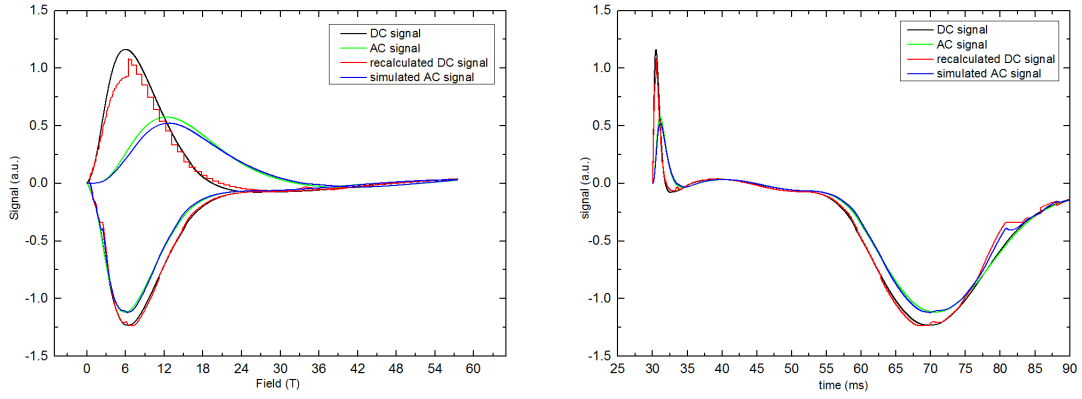 1.5
1.0
0.5
0.0
-0.5
-1.0
-1.5
Signal (a.u.)
0 6 12 18 24 30 36 42 48 54 60
Field (T)
DC signal
AC signal
recalculated DC signal
simulated AC signal
1.5
1.0
0.5
0.0
-0.5
-1.0
-1.5
signal (a.u.)
25 30 35 40 45 50 55 60 65 70 75 80 85 90
time (ms)
DC signal
AC signal
recalculated DC signal
simulated AC signal